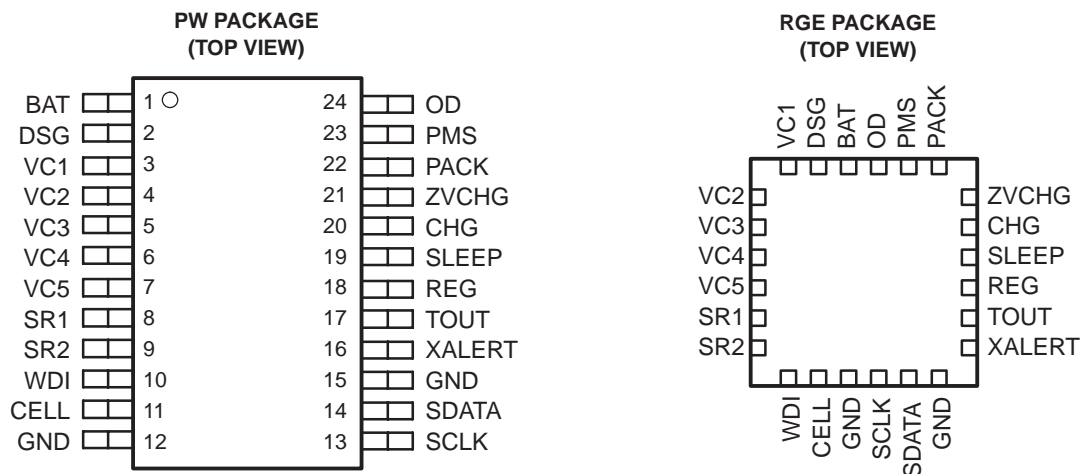 PW PACKAGE
(TOP VIEW)
BAT 1 24 OD
DSG 2 23 PMS
VC1 3 22 PACK
VC2 4 21 ZVCHG
VC3 5 20 CHG
VC4 6 19 SLEEP
VC5 7 18 REG
SR1 8 17 TOUT
SR2 9 16 XALERT
WDI 10 15 GND
CELL 11 14 SDATA
GND 12 13 SCLK
RGE PACKAGE
(TOP VIEW)
VC1 DSG BAT OD PMS PACK
VC2 ZVCHG
VC3 CHG
VC4 SLEEP
VC5 REG
SR1 TOUT
SR2 XALERT
WDI CELL GND SCLK SDATA GND